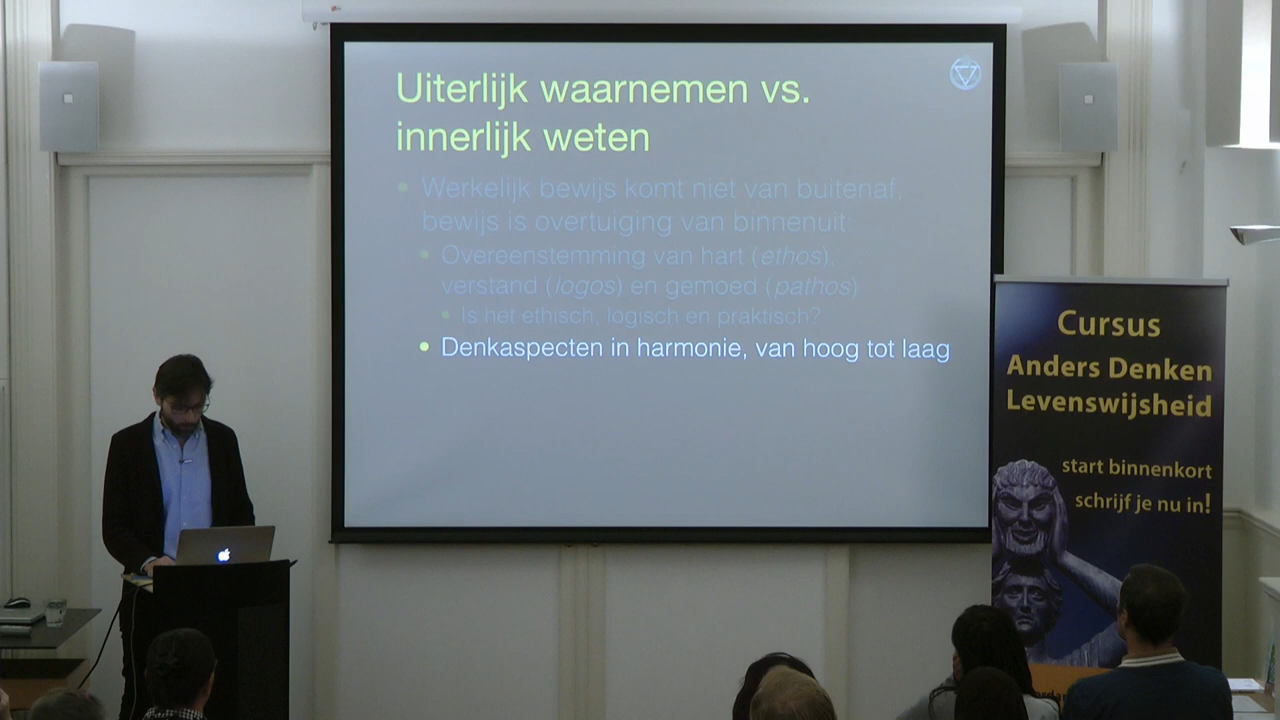 Uiterlijk waarnemen vs.
innerlijk weten
• Werkelijk bewijs komt niet van buitenaf,
bewijs is overtuiging van binnenuit:
• Overeenstemming van hart (ethos),
verstand (logos) en gemoed (pathos)
• Is het ethisch, logisch en praktisch?
• Denkaspecten in harmonie, van hoog tot laag
Cursus
Anders Denken
Levenswijsheid
start binnenkort
schrijf je nu in!